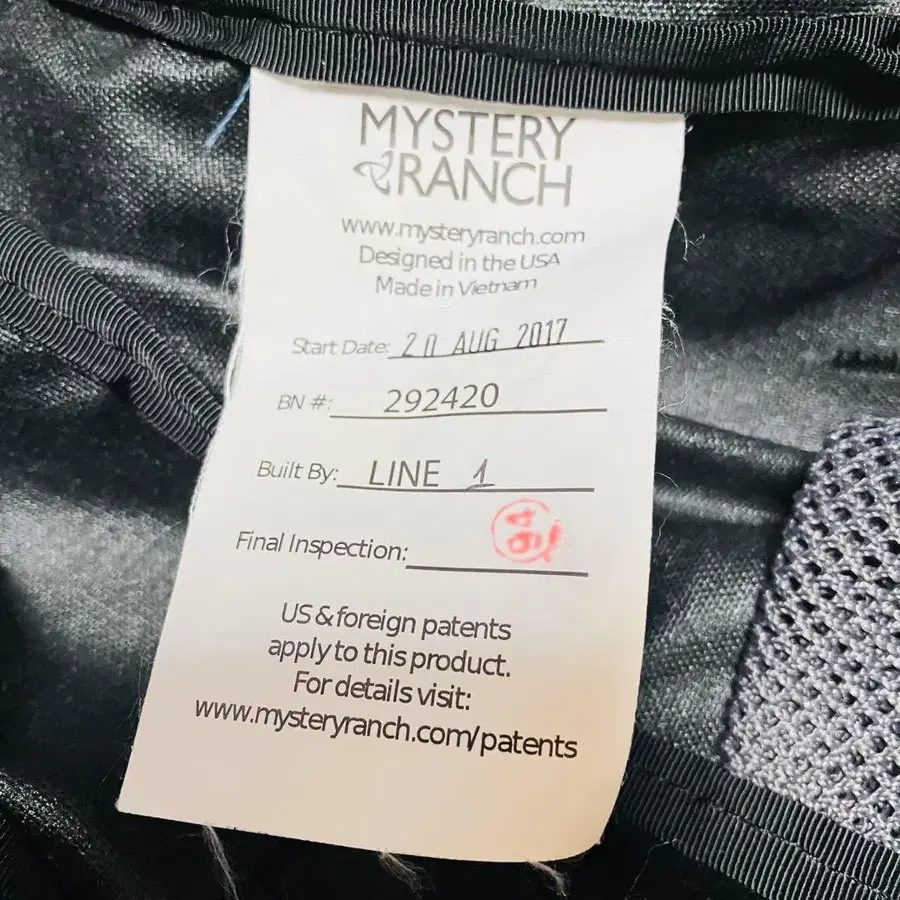 MYSTERY
RANCH
www.mysteryranch.com
Designed in the USA
Made in Vietnam
Start Date: 20 AUG 2017
BN #: 292420
Built By: LINE 1
Final Inspection:
US & foreign patents
apply to this product.
For details visit:
www.mysteryranch.com/patents